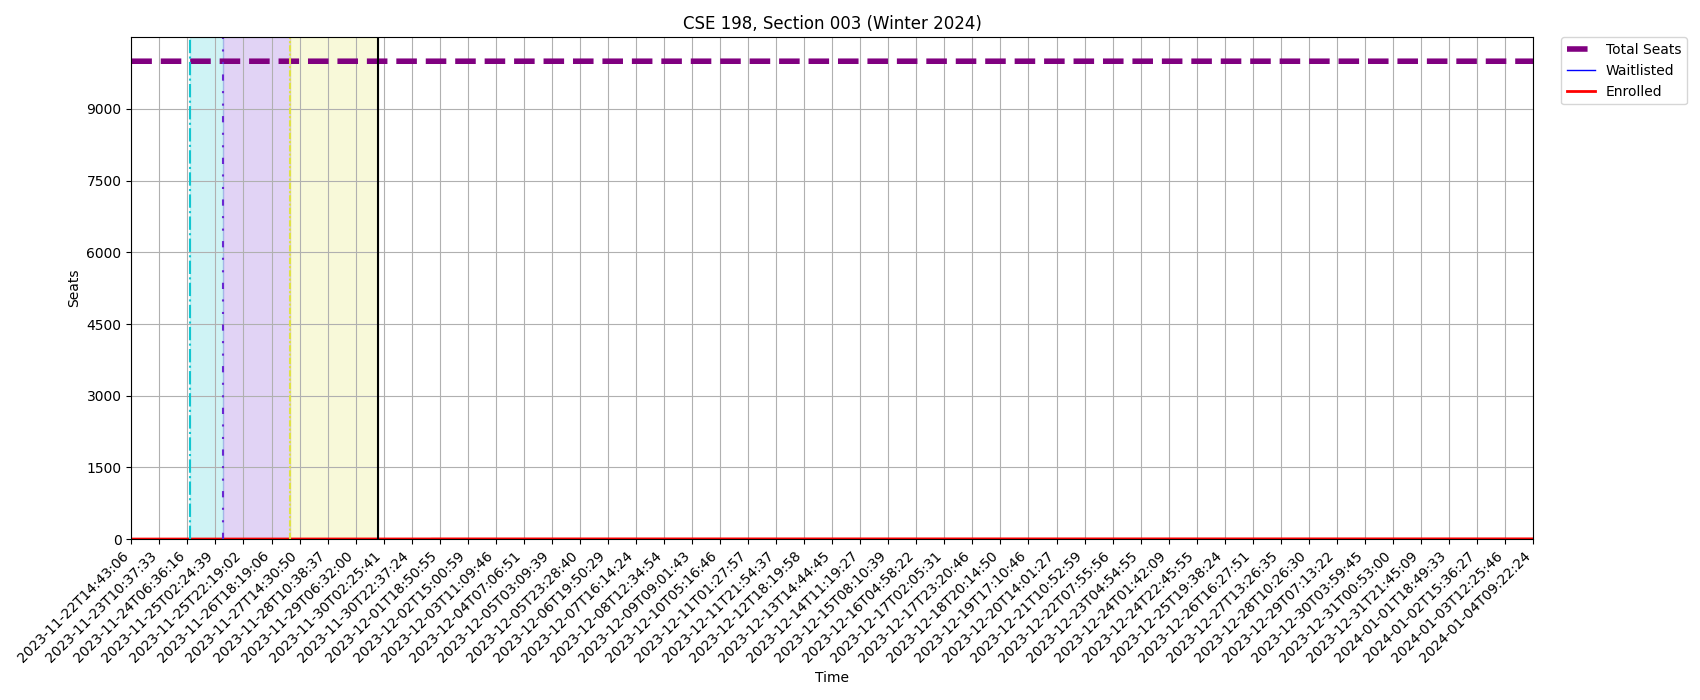 CSE 198, Section 003 (Winter 2024)
Total Seats
Waitlisted
Enrolled
9000
7500
6000
4500
3000
1500
0
Seats
2023-11-22T14:43:06
2023-11-23T10:37:33
2023-11-24T06:36:16
2023-11-25T02:24:39
2023-11-25T22:19:02
2023-11-26T18:19:06
2023-11-27T14:30:50
2023-11-28T10:38:37
2023-11-29T06:32:00
2023-11-30T02:25:41
2023-11-30T22:37:24
2023-12-01T18:50:55
2023-12-02T15:00:59
2023-12-03T11:09:46
2023-12-04T07:06:51
2023-12-05T03:09:39
2023-12-05T23:28:40
2023-12-06T19:50:29
2023-12-07T16:14:24
2023-12-08T12:34:54
2023-12-09T09:01:43
2023-12-10T05:16:46
2023-12-11T01:27:57
2023-12-11T21:54:37
2023-12-12T18:19:58
2023-12-13T14:44:45
2023-12-14T11:19:27
2023-12-15T08:10:39
2023-12-16T04:58:22
2023-12-17T02:05:31
2023-12-17T23:20:46
2023-12-18T20:14:50
2023-12-19T17:10:46
2023-12-20T14:01:27
2023-12-21T10:52:59
2023-12-22T07:55:56
2023-12-23T04:54:55
2023-12-24T01:42:09
2023-12-24T22:45:55
2023-12-25T19:38:24
2023-12-26T16:27:51
2023-12-27T13:26:35
2023-12-28T10:26:30
2023-12-29T07:13:22
2023-12-30T03:59:45
2023-12-31T00:53:00
2023-12-31T21:45:09
2024-01-01T18:49:33
2024-01-02T15:36:27
2024-01-03T12:25:46
2024-01-04T09:22:24
Time